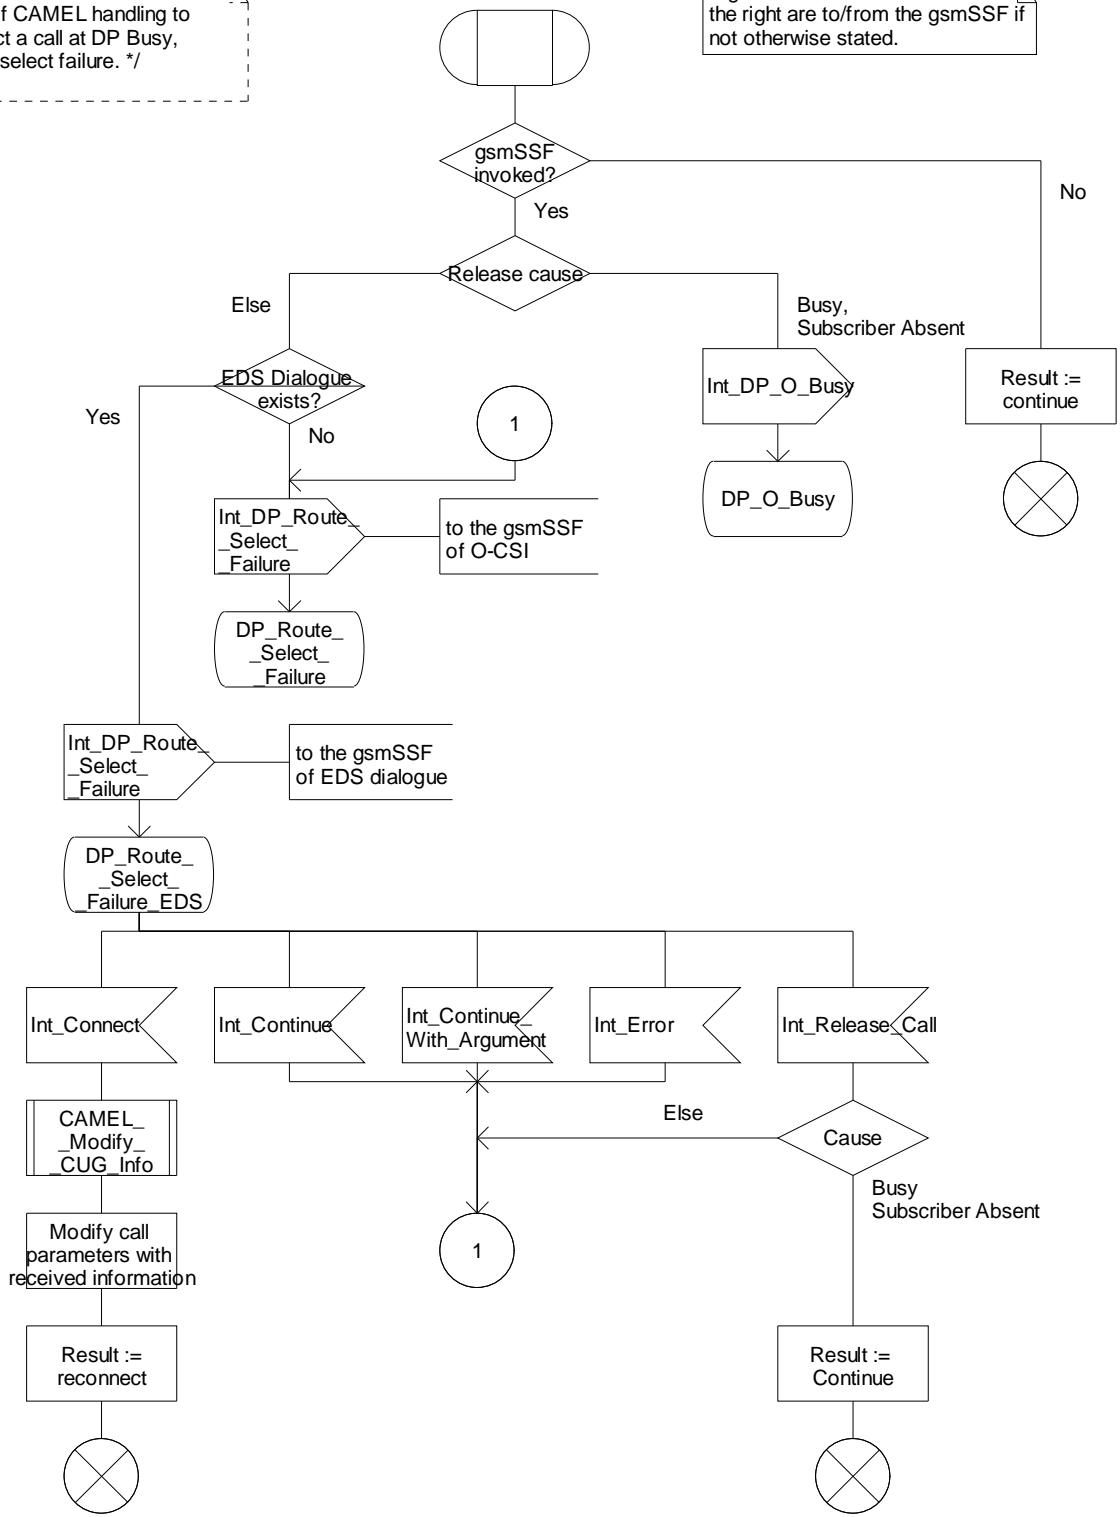 f CAMEL handling to
ct a call at DP Busy,
select failure. */
the right are to/from the gsmSSF if
not otherwise stated.
gsmSSF
invoked?
No
Yes
Release cause
Else
Busy,
Subscriber Absent
EDS Dialogue
exists?
Int_DP_O_Busy
Result :=
continue
Yes
1
No
DP_O_Busy
Int_DP_Route_
_Select_
_Failure
to the gsmSSF
of O-CSI
DP_Route_
_Select_
_Failure
Int_DP_Route_
_Select_
_Failure
to the gsmSSF
of EDS dialogue
DP_Route_
_Select_
_Failure_EDS
Int_Connect
Int_Continue
Int_Continue_
With_Argument
Int_Error
Int_Release_Call
CAMEL_
_Modify_
_CUG_Info
Else
Cause
Busy
Subscriber Absent
Modify call
parameters with
received information
1
Result :=
reconnect
Result :=
Continue